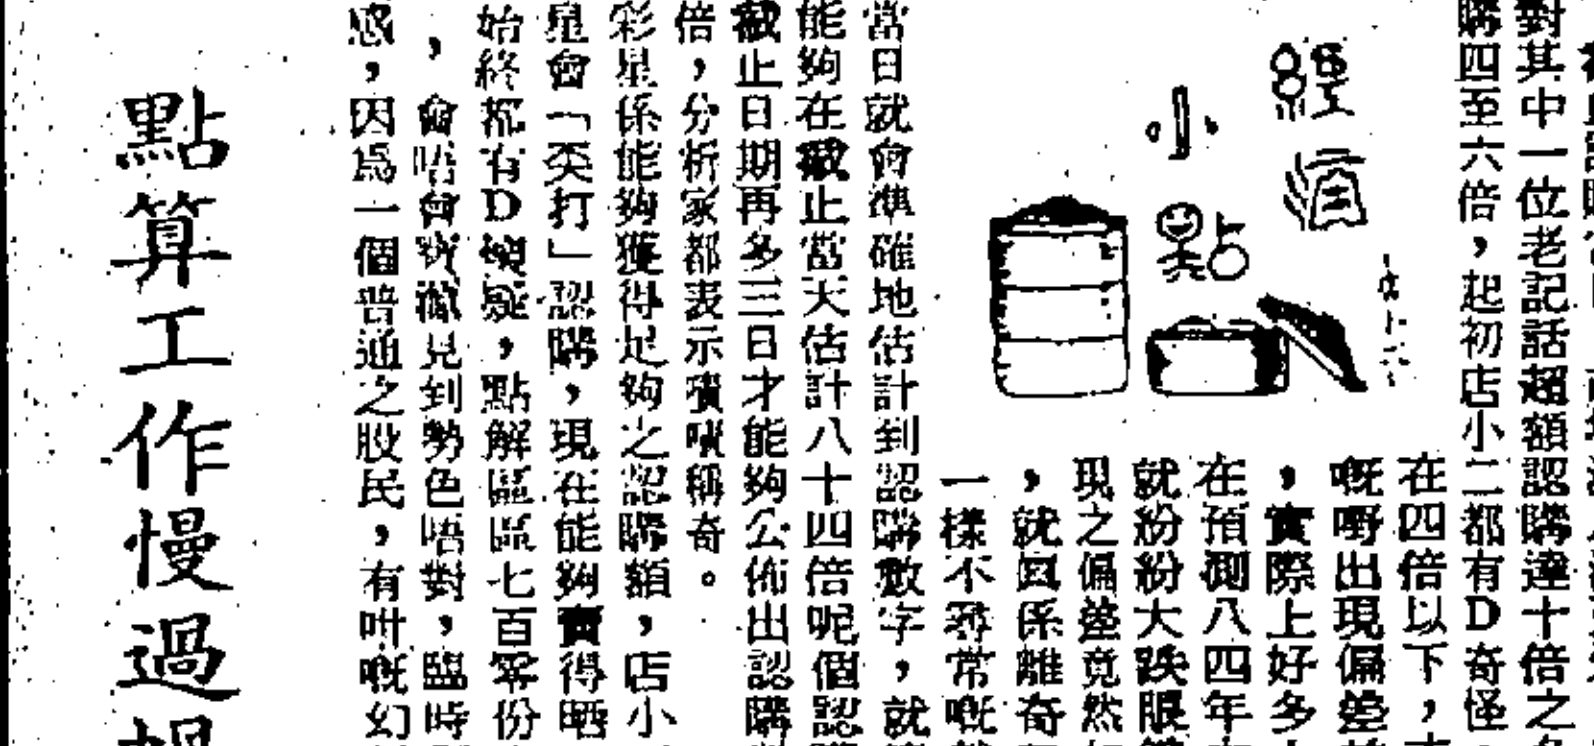 對其中一位老記話超額認購達十倍之
購四至六倍，起初店小二都有D奇怪
在四倍以下，
嘅嘢出現偏差
，實際上好多
在預測八四年
就紛紛大跌眼
現之偏差竟然
，就因係離奇
一樣不尋常嘅
經濟
小點
當日就會準確地估計到認購數字，就
能夠在截止當天估計八十四倍呢個認
截止日期再多三日才能夠公佈出認購
倍，分析家都表示嘖嘖稱奇。
彩星係能夠獲得足夠之認購額，店小
星會「英打」認購，現在能夠賣得晒
始終都有D懷疑，點解區區七百零份
，會唔會睇見到勢色唔對，臨時
感，因為一個普通之股民，有咁嘅幻
點算工作慢過蝸